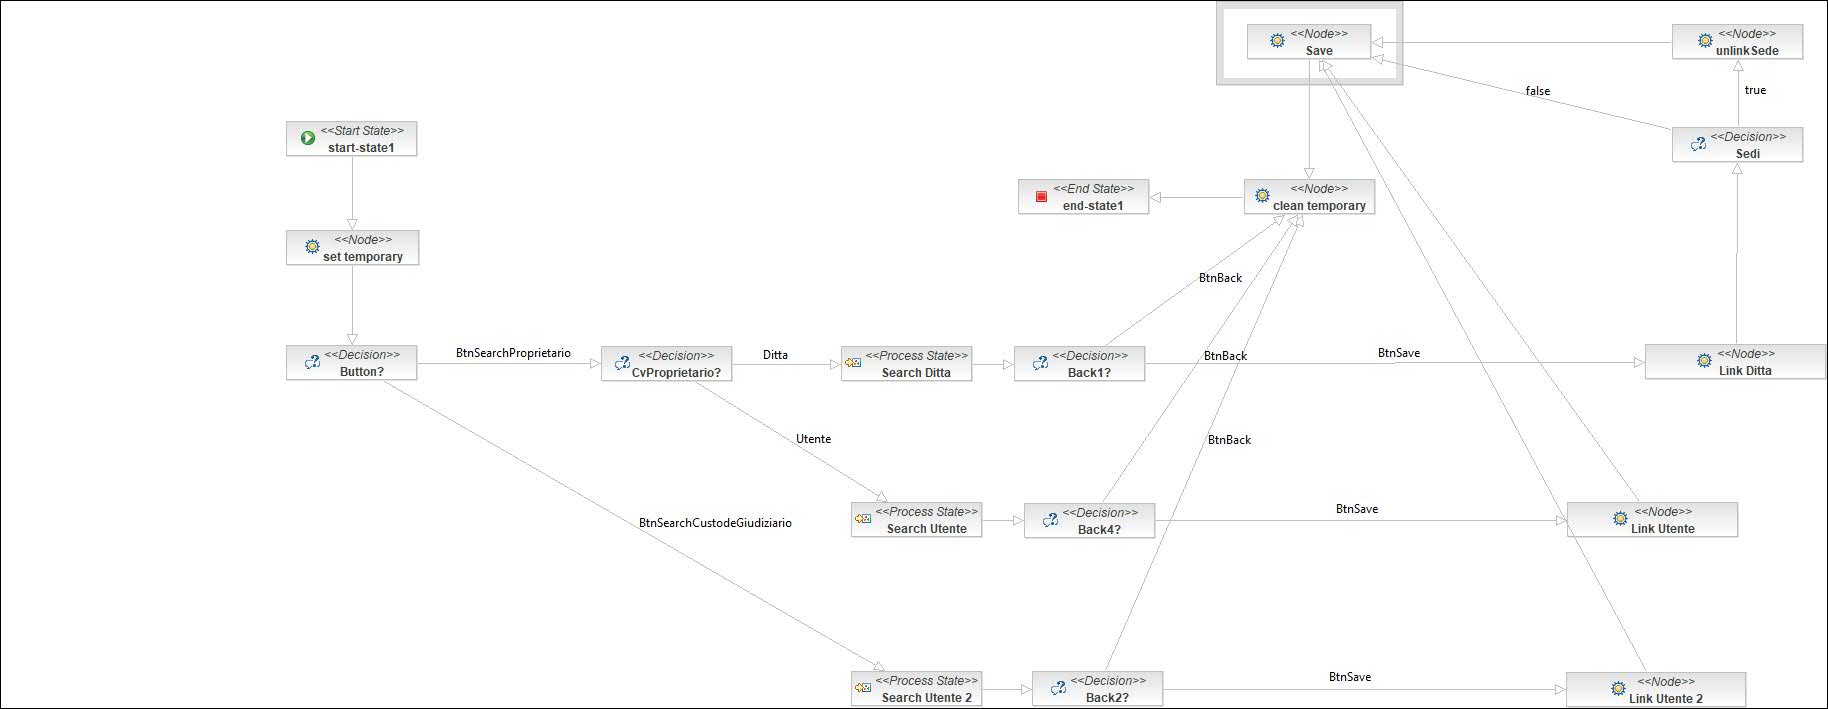 <<Node>>
Save
<<Node>>
unlinkSede
false
true
<<Start State>>
start-state1
<<Decision>>
Sedi
<<End State>>
end-state1
<<Node>>
clean temporary
<<Node>>
set temporary
BtnBack
<<Decision>>
Button?
BtnSearchProprietario
<<Decision>>
CvProprietario?
Ditta
<<Process State>>
Search Ditta
<<Decision>>
Back1?
BtnBack
BtnSave
<<Node>>
Link Ditta
Utente
BtnBack
<<Process State>>
Search Utente
<<Decision>>
Back4?
BtnSave
<<Node>>
Link Utente
BtnSearchCustodeGiudiziario
<<Process State>>
Search Utente 2
<<Decision>>
Back2?
BtnSave
<<Node>>
Link Utente 2